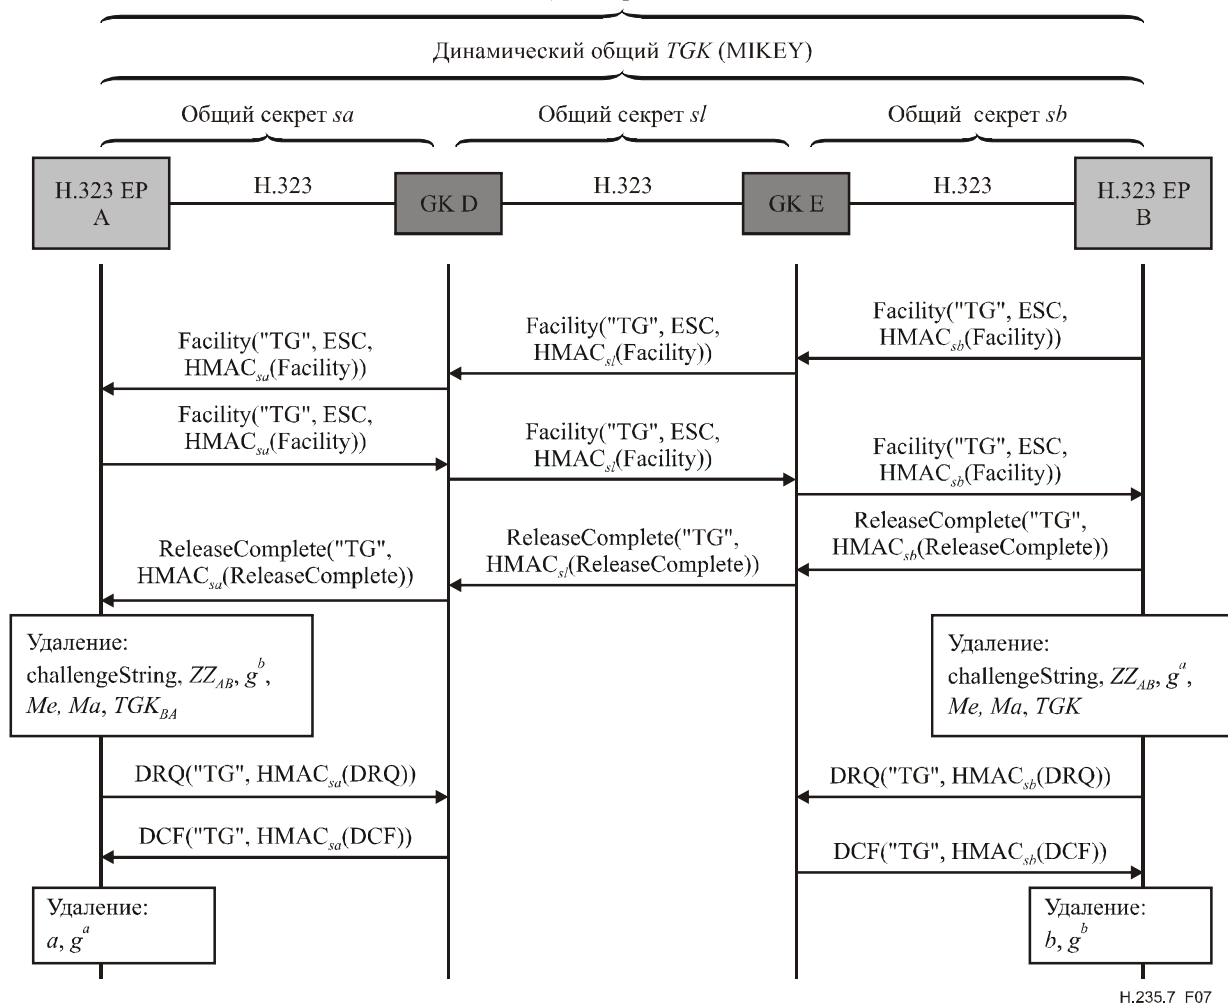 Динамический общий TGK (MIKEY)
Общий секрет sa
Общий секрет sl
Общий секрет sb
H.323 EP
A
H.323
GK D
H.323
GK E
H.323
H.323 EP
B
Facility("TG", ESC,
HMACsb(Facility))
Facility("TG", ESC,
HMACsl(Facility))
Facility("TG", ESC,
HMACsa(Facility))
Facility("TG", ESC,
HMACsa(Facility))
Facility("TG", ESC,
HMACsl(Facility))
Facility("TG", ESC,
HMACsb(Facility))
ReleaseComplete("TG",
HMACsb(ReleaseComplete))
ReleaseComplete("TG",
HMACsl(ReleaseComplete))
ReleaseComplete("TG",
HMACsa(ReleaseComplete))
Удаление:
challengeString, ZZAB, g^b,
Me, Ma, TGKBA
Удаление:
challengeString, ZZAB, g^a,
Me, Ma, TGK
DRQ("TG", HMACsa(DRQ))
DRQ("TG", HMACsb(DRQ))
DCF("TG", HMACsa(DCF))
DCF("TG", HMACsb(DCF))
Удаление:
a, g^a
Удаление:
b, g^b
H.235.7_F07